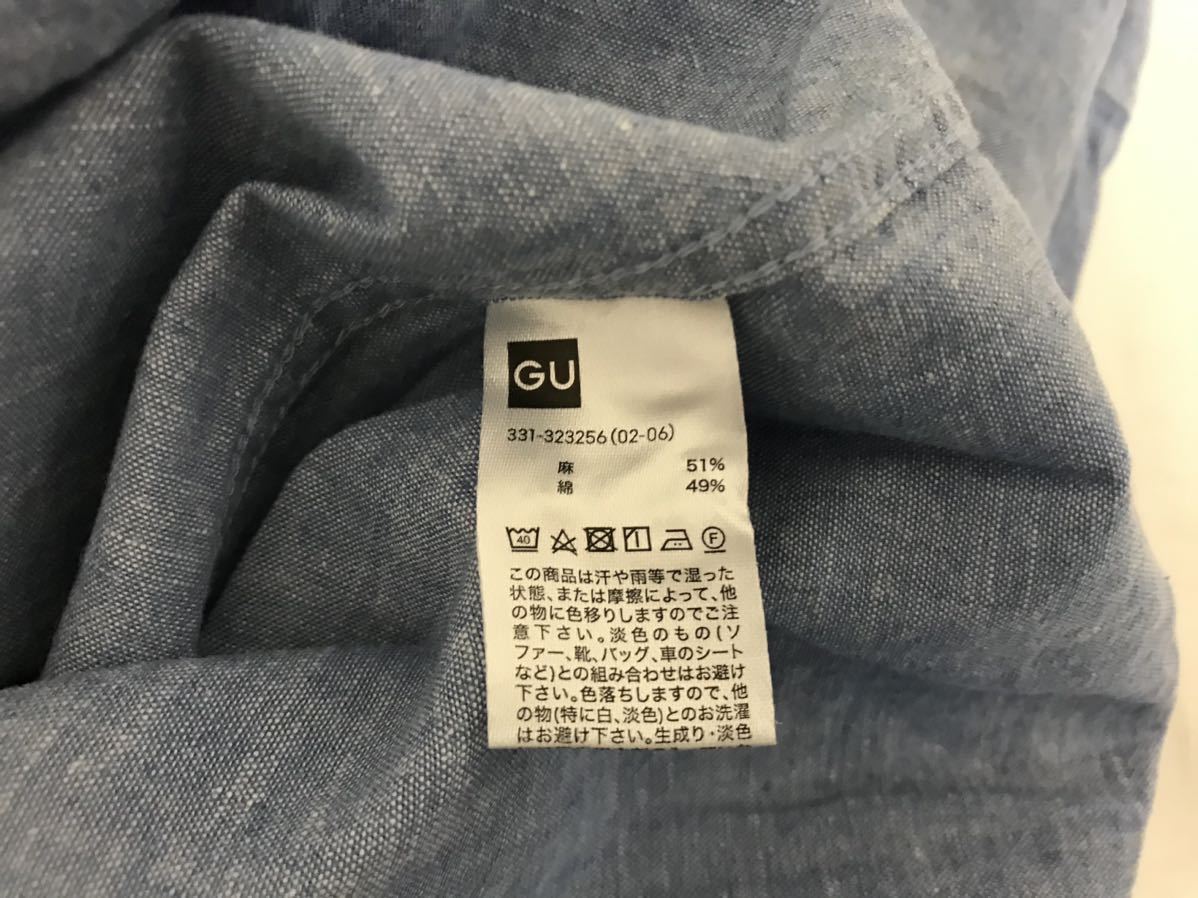 GU
331-323256(02-06)
麻 51%
綿 49%
40
F
この商品は汗や雨等で湿った
状態、または摩擦によって、他
の物に色移りしますのでご注
意下さい。淡色のもの(ソ
ファー、靴、バッグ、車のシート
など)との組み合わせはお避け
下さい。色落ちしますので、他
の物(特に白、淡色)とのお洗濯
はお避け下さい。生成り・淡色